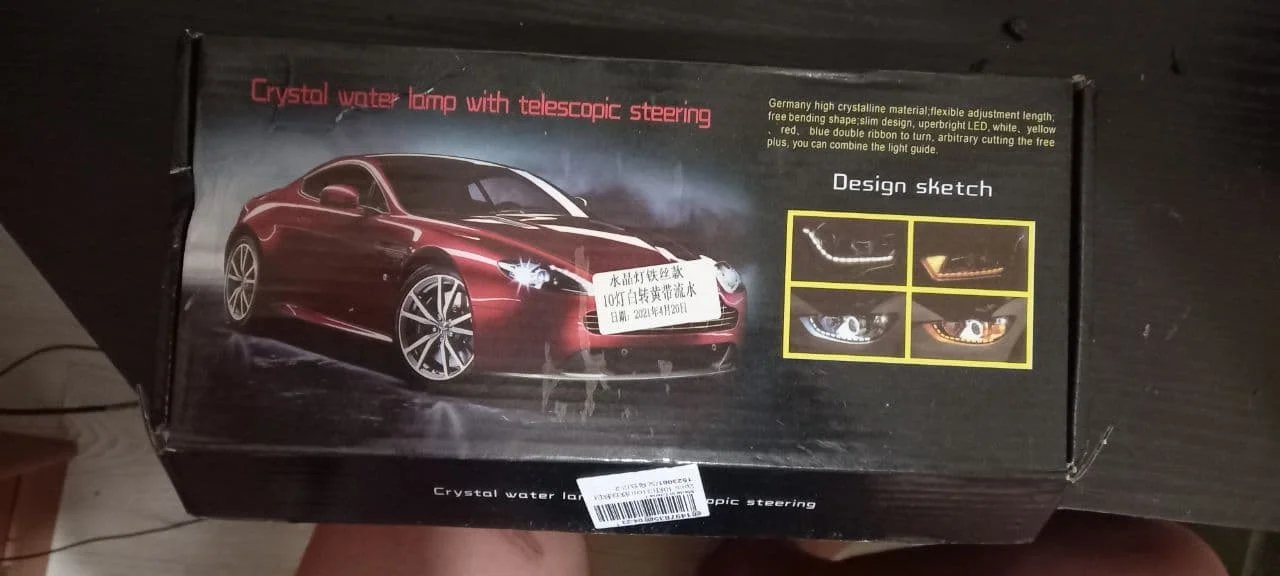 Crystal water lamp with telescopic steering
Germany high crystalline material;flexible adjustment length;
free bending shape;slim design, uperbright LED, white、yellow
、red、 blue double ribbon to turn, arbitrary cutting the free
plus, you can combine the light guide.
Design sketch
水晶灯铁丝款
10灯白转黄带流水
日期：2021年4月20日
Crystal water
opic steering